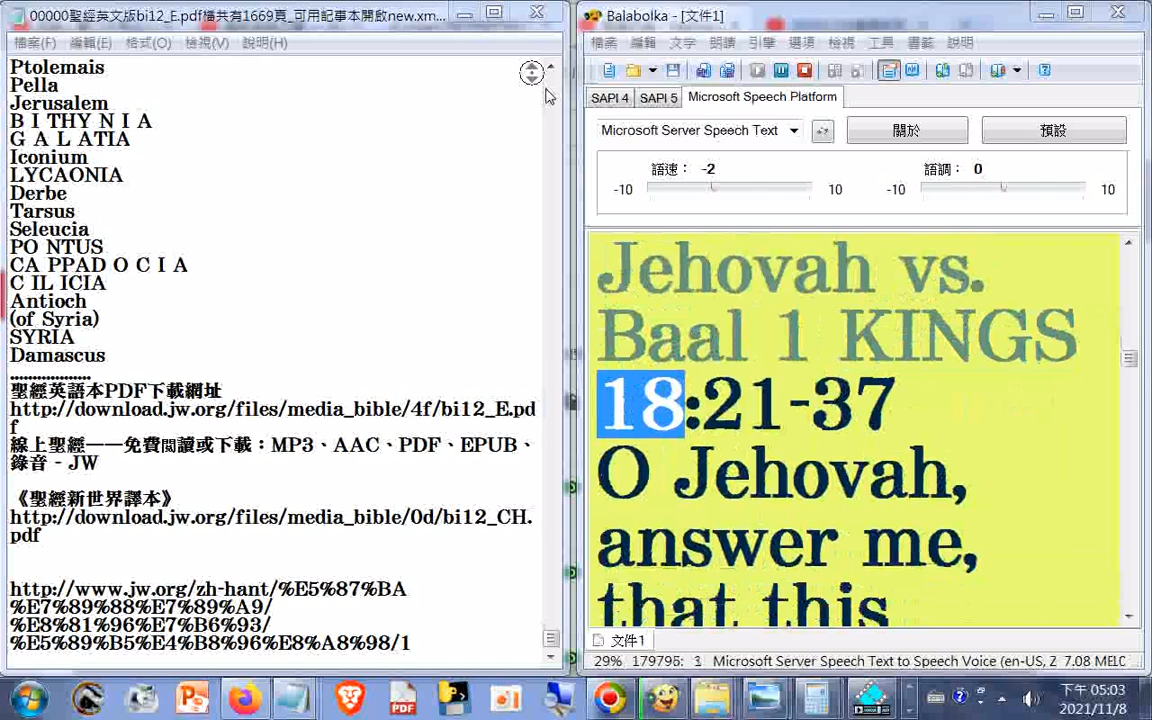 00000聖經英文版bi12_E.pdf檔共有1669頁_可用記事本開啟new.xm...
檔案(F) 編輯(E) 格式(O) 檢視(V) 說明(H)
Ptolemais
Pella
Jerusalem
B I THY N I A
G A L ATIA
Iconium
LYCAONIA
Derbe
Tarsus
Seleucia
PO NTUS
CA PPAD O C I A
C IL ICIA
Antioch
(of Syria)
SYRIA
Damascus
..................
聖經英語本PDF下載網址
http://download.jw.org/files/media_bible/4f/bi12_E.pd
f
線上聖經——免費閱讀或下載：MP3、AAC、PDF、EPUB、
錄音 - JW
《聖經新世界譯本》
http://download.jw.org/files/media_bible/0d/bi12_CH.
pdf
http://www.jw.org/zh-hant/%E5%87%BA
%E7%89%88%E7%89%A9/
%E8%81%96%E7%B6%93/
%E5%89%B5%E4%B8%96%E8%A8%98/1
Balabolka - [文件1]
檔案 編輯 文字 朗讀 引擎 選項 檢視 工具 書籤 說明
SAPI 4 SAPI 5 Microsoft Speech Platform
Microsoft Server Speech Text 關於 預設
語速： -2 語調： 0
-10 10 -10 10
Jehovah vs.
Baal 1 KINGS
18:21-37
O Jehovah,
answer me,
that this
文件1
29% 179795: 1 Microsoft Server Speech Text to Speech Voice (en-US, Z 7.08 MELC
下午 05:03
2021/11/8